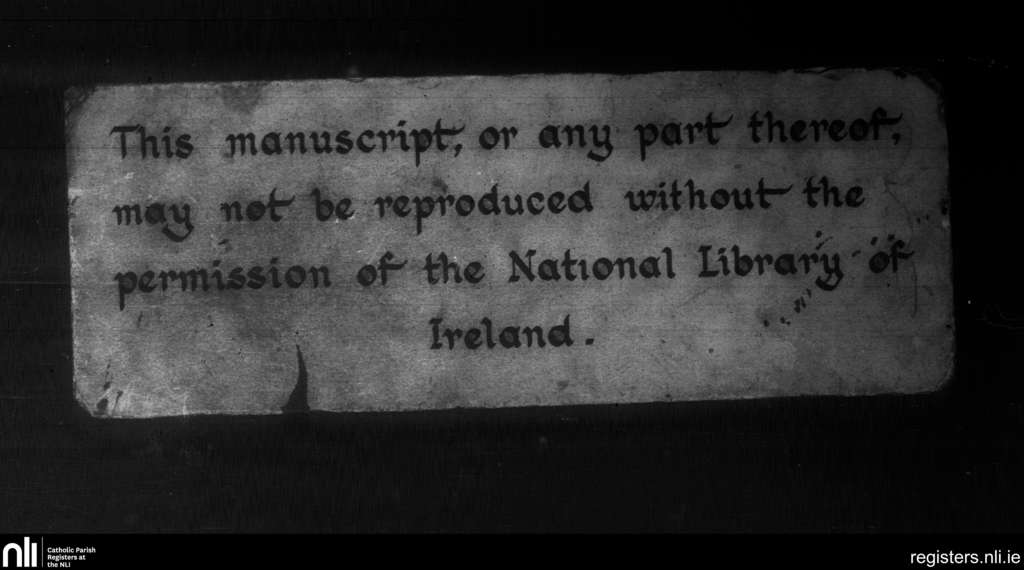 This manuscript, or any part thereof,
may not be reproduced without the
permission of the National Library of
Ireland.
nli
Catholic Parish
Registers at
the NLI
registers.nli.ie